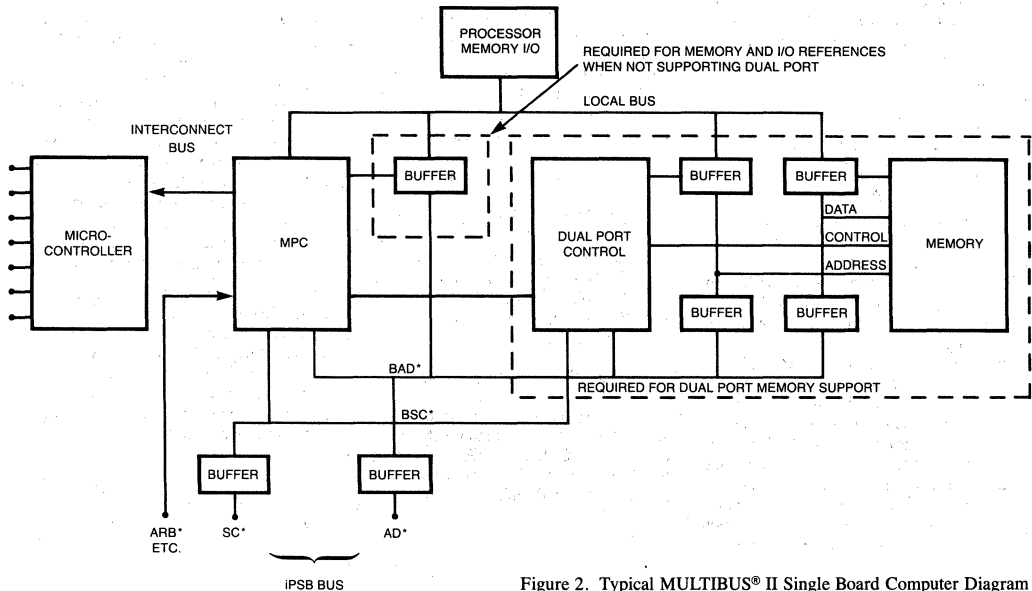 PROCESSOR
MEMORY I/O
REQUIRED FOR MEMORY AND I/O REFERENCES
WHEN NOT SUPPORTING DUAL PORT
LOCAL BUS
INTERCONNECT
BUS
MICRO-
CONTROLLER
MPC
BUFFER
DUAL PORT
CONTROL
BUFFER
BUFFER
DATA
CONTROL
ADDRESS
MEMORY
BUFFER
BUFFER
BAD*
REQUIRED FOR DUAL PORT MEMORY SUPPORT
BSC*
BUFFER
BUFFER
ARB*
ETC.
SC*
AD*
iPSB BUS
Figure 2. Typical MULTIBUS® II Single Board Computer Diagram